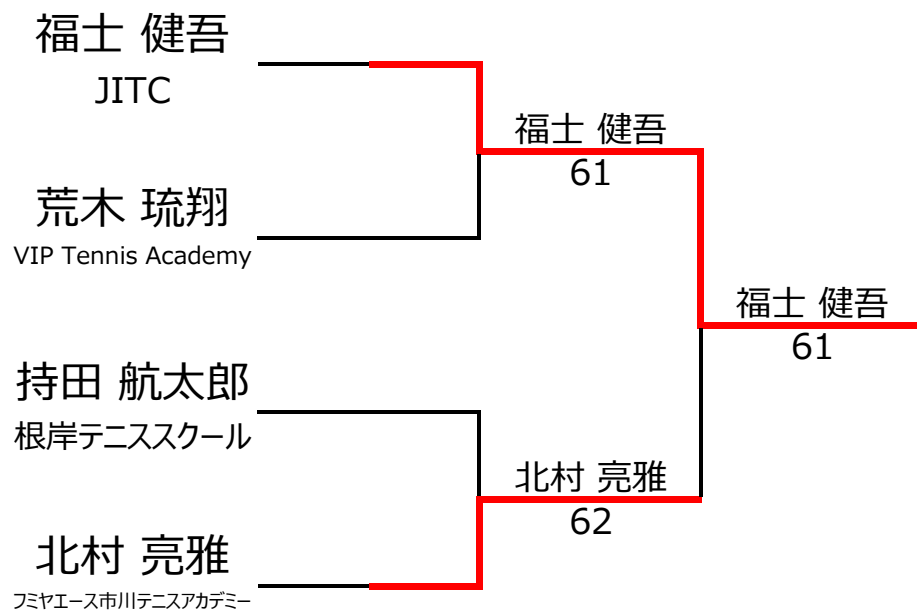 福士 健吾
JITC
荒木 琉翔
VIP Tennis Academy
持田 航太郎
根岸テニススクール
北村 亮雅
フミヤエース市川テニスアカデミー
福士 健吾
61
北村 亮雅
62
福士 健吾
61